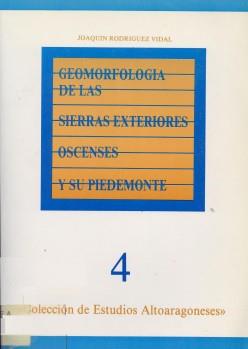 JOAQUIN RODRIGUEZ VIDAL
GEOMORFOLOGIA
DE LAS
SIERRAS EXTERIORES
OSCENSES
Y SU PIEDEMONTE
4
Colección de Estudios Altoaragoneses»